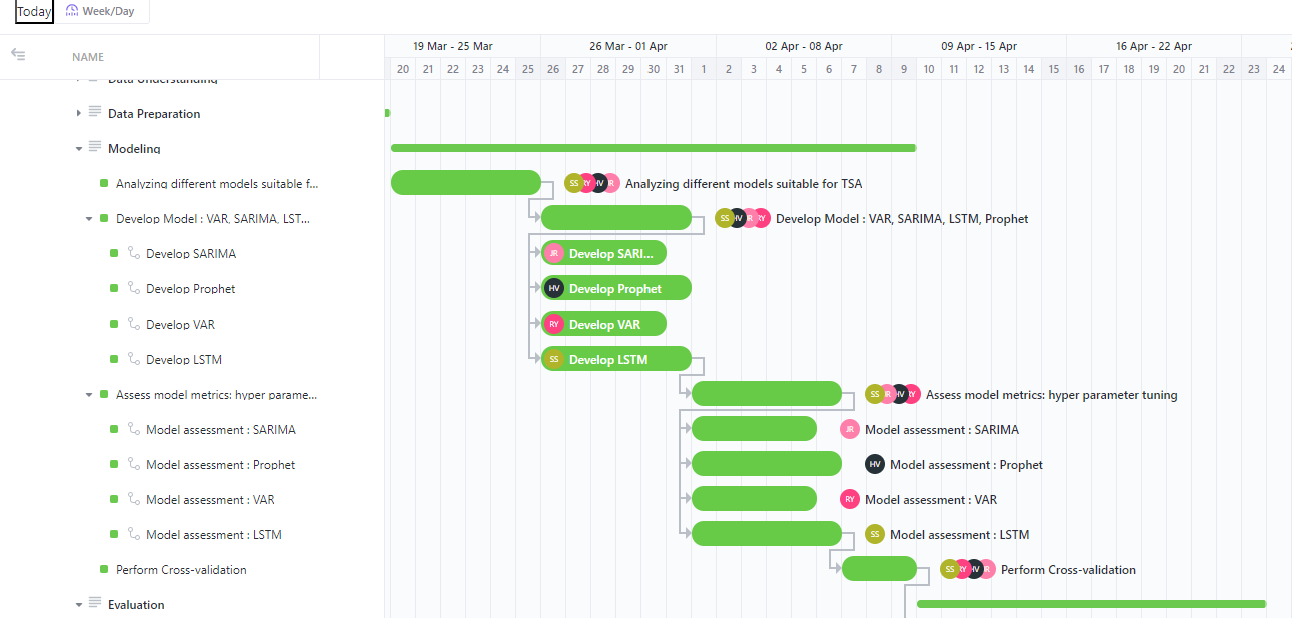 Today Week/Day
19 Mar - 25 Mar 26 Mar - 01 Apr 02 Apr - 08 Apr 09 Apr - 15 Apr 16 Apr - 22 Apr
NAME
20 21 22 23 24 25 26 27 28 29 30 31 1 2 3 4 5 6 7 8 9 10 11 12 13 14 15 16 17 18 19 20 21 22 23 24
Data Understanding
Data Preparation
Modeling
Analyzing different models suitable f... SS RY HV JR Analyzing different models suitable for TSA
Develop Model : VAR, SARIMA, LST... SS HV JR RY Develop Model : VAR, SARIMA, LSTM, Prophet
Develop SARIMA JR Develop SARI...
Develop Prophet HV Develop Prophet
Develop VAR RY Develop VAR
Develop LSTM SS Develop LSTM
Assess model metrics: hyper parame... SS JR HV RY Assess model metrics: hyper parameter tuning
Model assessment : SARIMA JR Model assessment : SARIMA
Model assessment : Prophet HV Model assessment : Prophet
Model assessment : VAR RY Model assessment : VAR
Model assessment : LSTM SS Model assessment : LSTM
Perform Cross-validation SS RY HV JR Perform Cross-validation
Evaluation